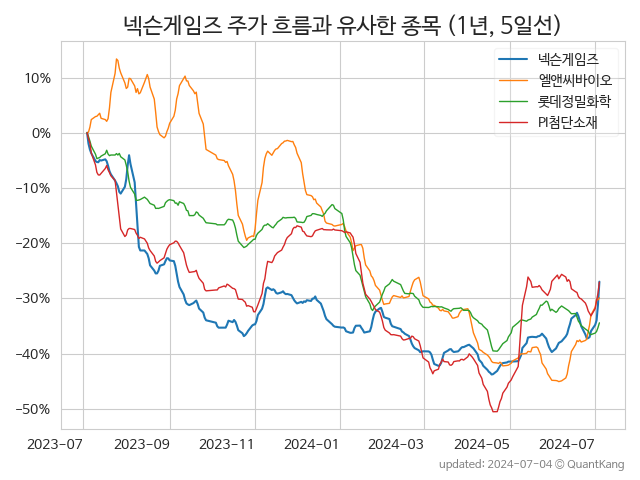 넥슨게임즈 주가 흐름과 유사한 종목 (1년, 5일선)
넥슨게임즈
엘앤씨바이오
롯데정밀화학
PI첨단소재
10%
0%
−10%
−20%
−30%
−40%
−50%
2023-07 2023-09 2023-11 2024-01 2024-03 2024-05 2024-07
updated: 2024-07-04 © QuantKang